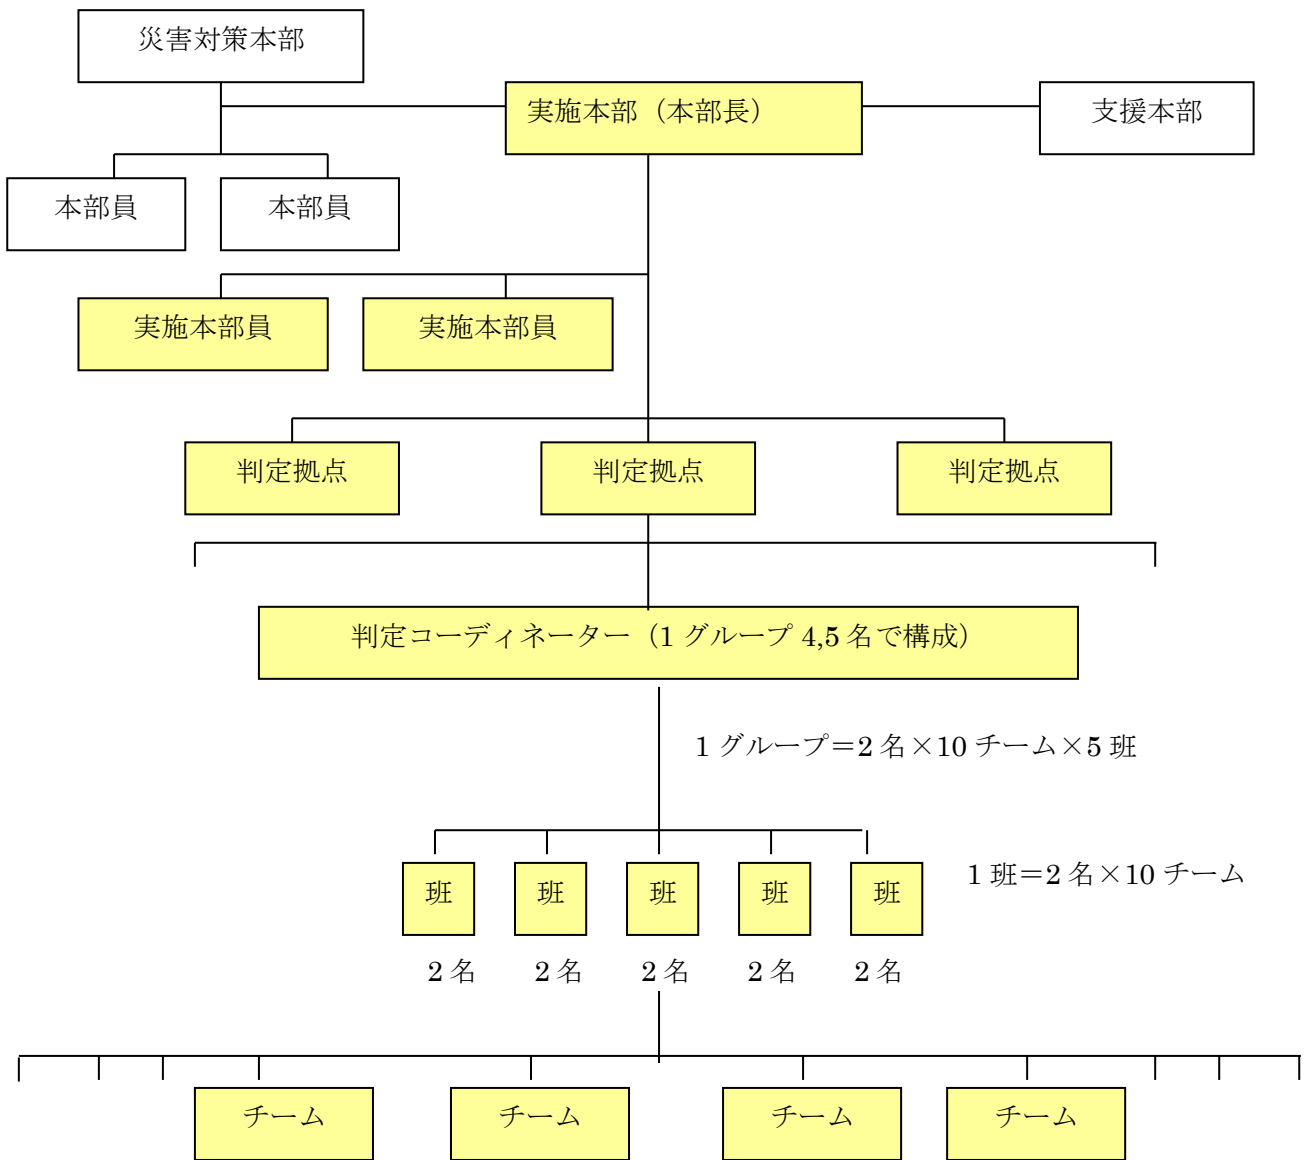 災害対策本部
実施本部（本部長）
支援本部
本部員
本部員
実施本部員
実施本部員
判定拠点
判定拠点
判定拠点
判定コーディネーター（1 グループ 4,5 名で構成）
1 グループ＝2 名×10 チーム×5 班
1 班＝2 名×10 チーム
班
班
班
班
班
2 名
2 名
2 名
2 名
2 名
チーム
チーム
チーム
チーム